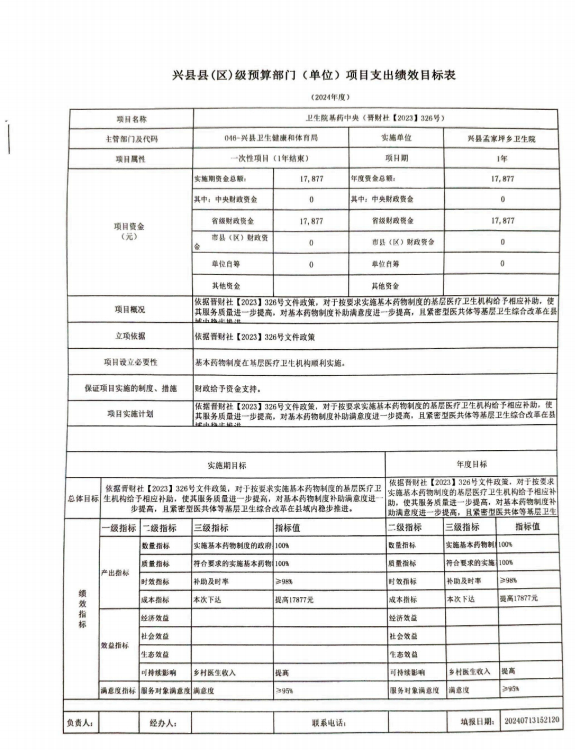 兴县县(区)级预算部门（单位）项目支出绩效目标表
（2024年度）
项目名称 卫生院基药中央（晋财社【2023】326号）
主管部门及代码 046-兴县卫生健康和体育局 实施单位 兴县孟家坪乡卫生院
项目属性 一次性项目（1年结束） 项目期 1年
项目资金（元） 实施期资金总额： 17,877 年度资金总额： 17,877
其中：中央财政资金 0 其中：中央财政资金 0
省级财政资金 17,877 省级财政资金 17,877
市县（区）财政资金 0 市县（区）财政资金 0
单位自筹 0 单位自筹 0
其他资金 其他资金
项目概况 依据晋财社【2023】326号文件政策，对于按要求实施基本药物制度的基层医疗卫生机构给予相应补助，使
其服务质量进一步提高，对基本药物制度补助满意度进一步提高，且紧密型医共体等基层卫生综合改革在县
立项依据 依据晋财社【2023】326号文件政策
项目设立必要性 基本药物制度在基层医疗卫生机构顺利实施。
保证项目实施的制度、措施 财政给予资金支持。
项目实施计划 依据晋财社【2023】326号文件政策，对于按要求实施基本药物制度的基层医疗卫生机构给予相应补助，使
其服务质量进一步提高，对基本药物制度补助满意度进一步提高，且紧密型医共体等基层卫生综合改革在县
实施期目标 年度目标
总体目标 依据晋财社【2023】326号文件政策，对于按要求实施基本药物制度的基层医疗卫
生机构给予相应补助，使其服务质量进一步提高，对基本药物制度补助满意度进一
步提高，且紧密型医共体等基层卫生综合改革在县域内稳步推进。
依据晋财社【2023】326号文件政策，对于按要求
实施基本药物制度的基层医疗卫生机构给予相应补
助，使其服务质量进一步提高，对基本药物制度补
助满意度进一步提高，且紧密型医共体等基层卫生
绩效指标
一级指标 二级指标 三级指标 指标值 二级指标 三级指标 指标值
产出指标 数量指标 实施基本药物制度的政府 100% 数量指标 实施基本药物制 100%
质量指标 符合要求的实施基本药物 100% 质量指标 符合要求的实施 100%
时效指标 补助及时率 ≥98% 时效指标 补助及时率 ≥98%
成本指标 本次下达 提高17877元 成本指标 本次下达 提高17877元
效益指标 经济效益 经济效益
社会效益 社会效益
生态效益 生态效益
可持续影响 乡村医生收入 提高 可持续影响 乡村医生收入 提高
满意度指标 服务对象满意度 满意度 ≥95% 服务对象满意度 满意度 ≥95%
负责人： 经办人： 联系电话： 填报日期： 20240713152120